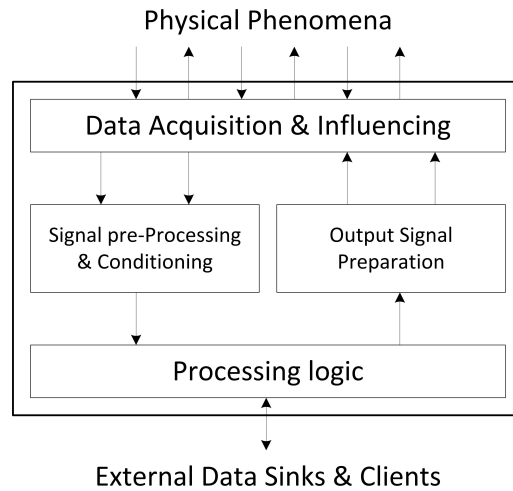 Physical Phenomena
Data Acquisition & Influencing
Signal pre-Processing
& Conditioning
Output Signal
Preparation
Processing logic
External Data Sinks & Clients